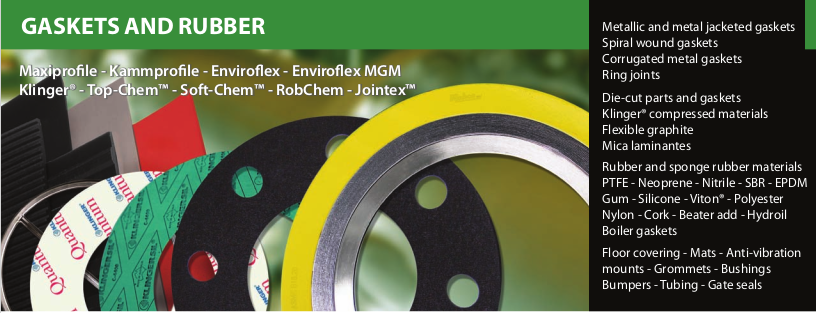 GASKETS AND RUBBER
Maxiprofile - Kammprofile - Enviroflex - Enviroflex MGM
Klinger® - Top-Chem™ - Soft-Chem™ - RobChem - Jointex™
Metallic and metal jacketed gaskets
Spiral wound gaskets
Corrugated metal gaskets
Ring joints
Die-cut parts and gaskets
Klinger® compressed materials
Flexible graphite
Mica laminantes
Rubber and sponge rubber materials
PTFE - Neoprene - Nitrile - SBR - EPDM
Gum - Silicone - Viton® - Polyester
Nylon - Cork - Beater add - Hydroil
Boiler gaskets
Floor covering - Mats - Anti-vibration
mounts - Grommets - Bushings
Bumpers - Tubing - Gate seals
Quantum
KLINGER
Quantum